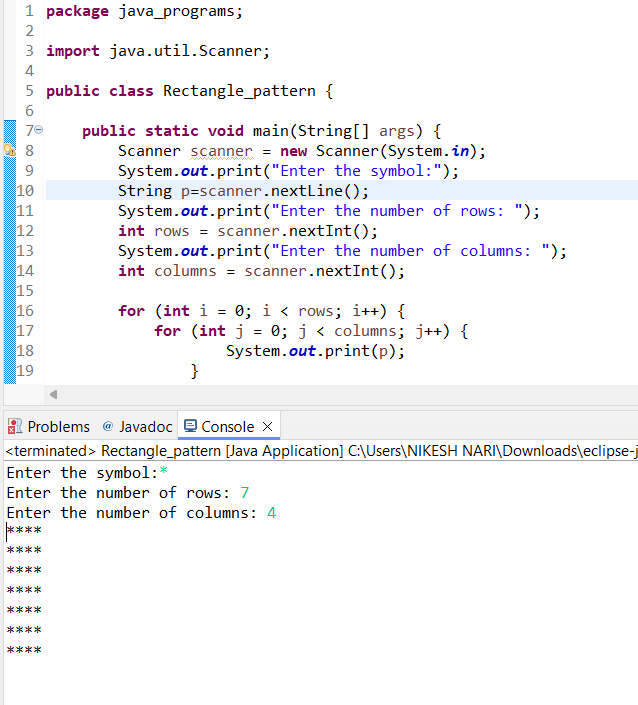 1 package java_programs;
2
3 import java.util.Scanner;
4
5 public class Rectangle_pattern {
6
7 public static void main(String[] args) {
8 Scanner scanner = new Scanner(System.in);
9 System.out.print("Enter the symbol:");
10 String p=scanner.nextLine();
11 System.out.print("Enter the number of rows: ");
12 int rows = scanner.nextInt();
13 System.out.print("Enter the number of columns: ");
14 int columns = scanner.nextInt();
15
16 for (int i = 0; i < rows; i++) {
17 for (int j = 0; j < columns; j++) {
18 System.out.print(p);
19 }
Problems @ Javadoc Console
<terminated> Rectangle_pattern [Java Application] C:\Users\NIKESH NARI\Downloads\eclipse-j
Enter the symbol:*
Enter the number of rows: 7
Enter the number of columns: 4
****
****
****
****
****
****
****